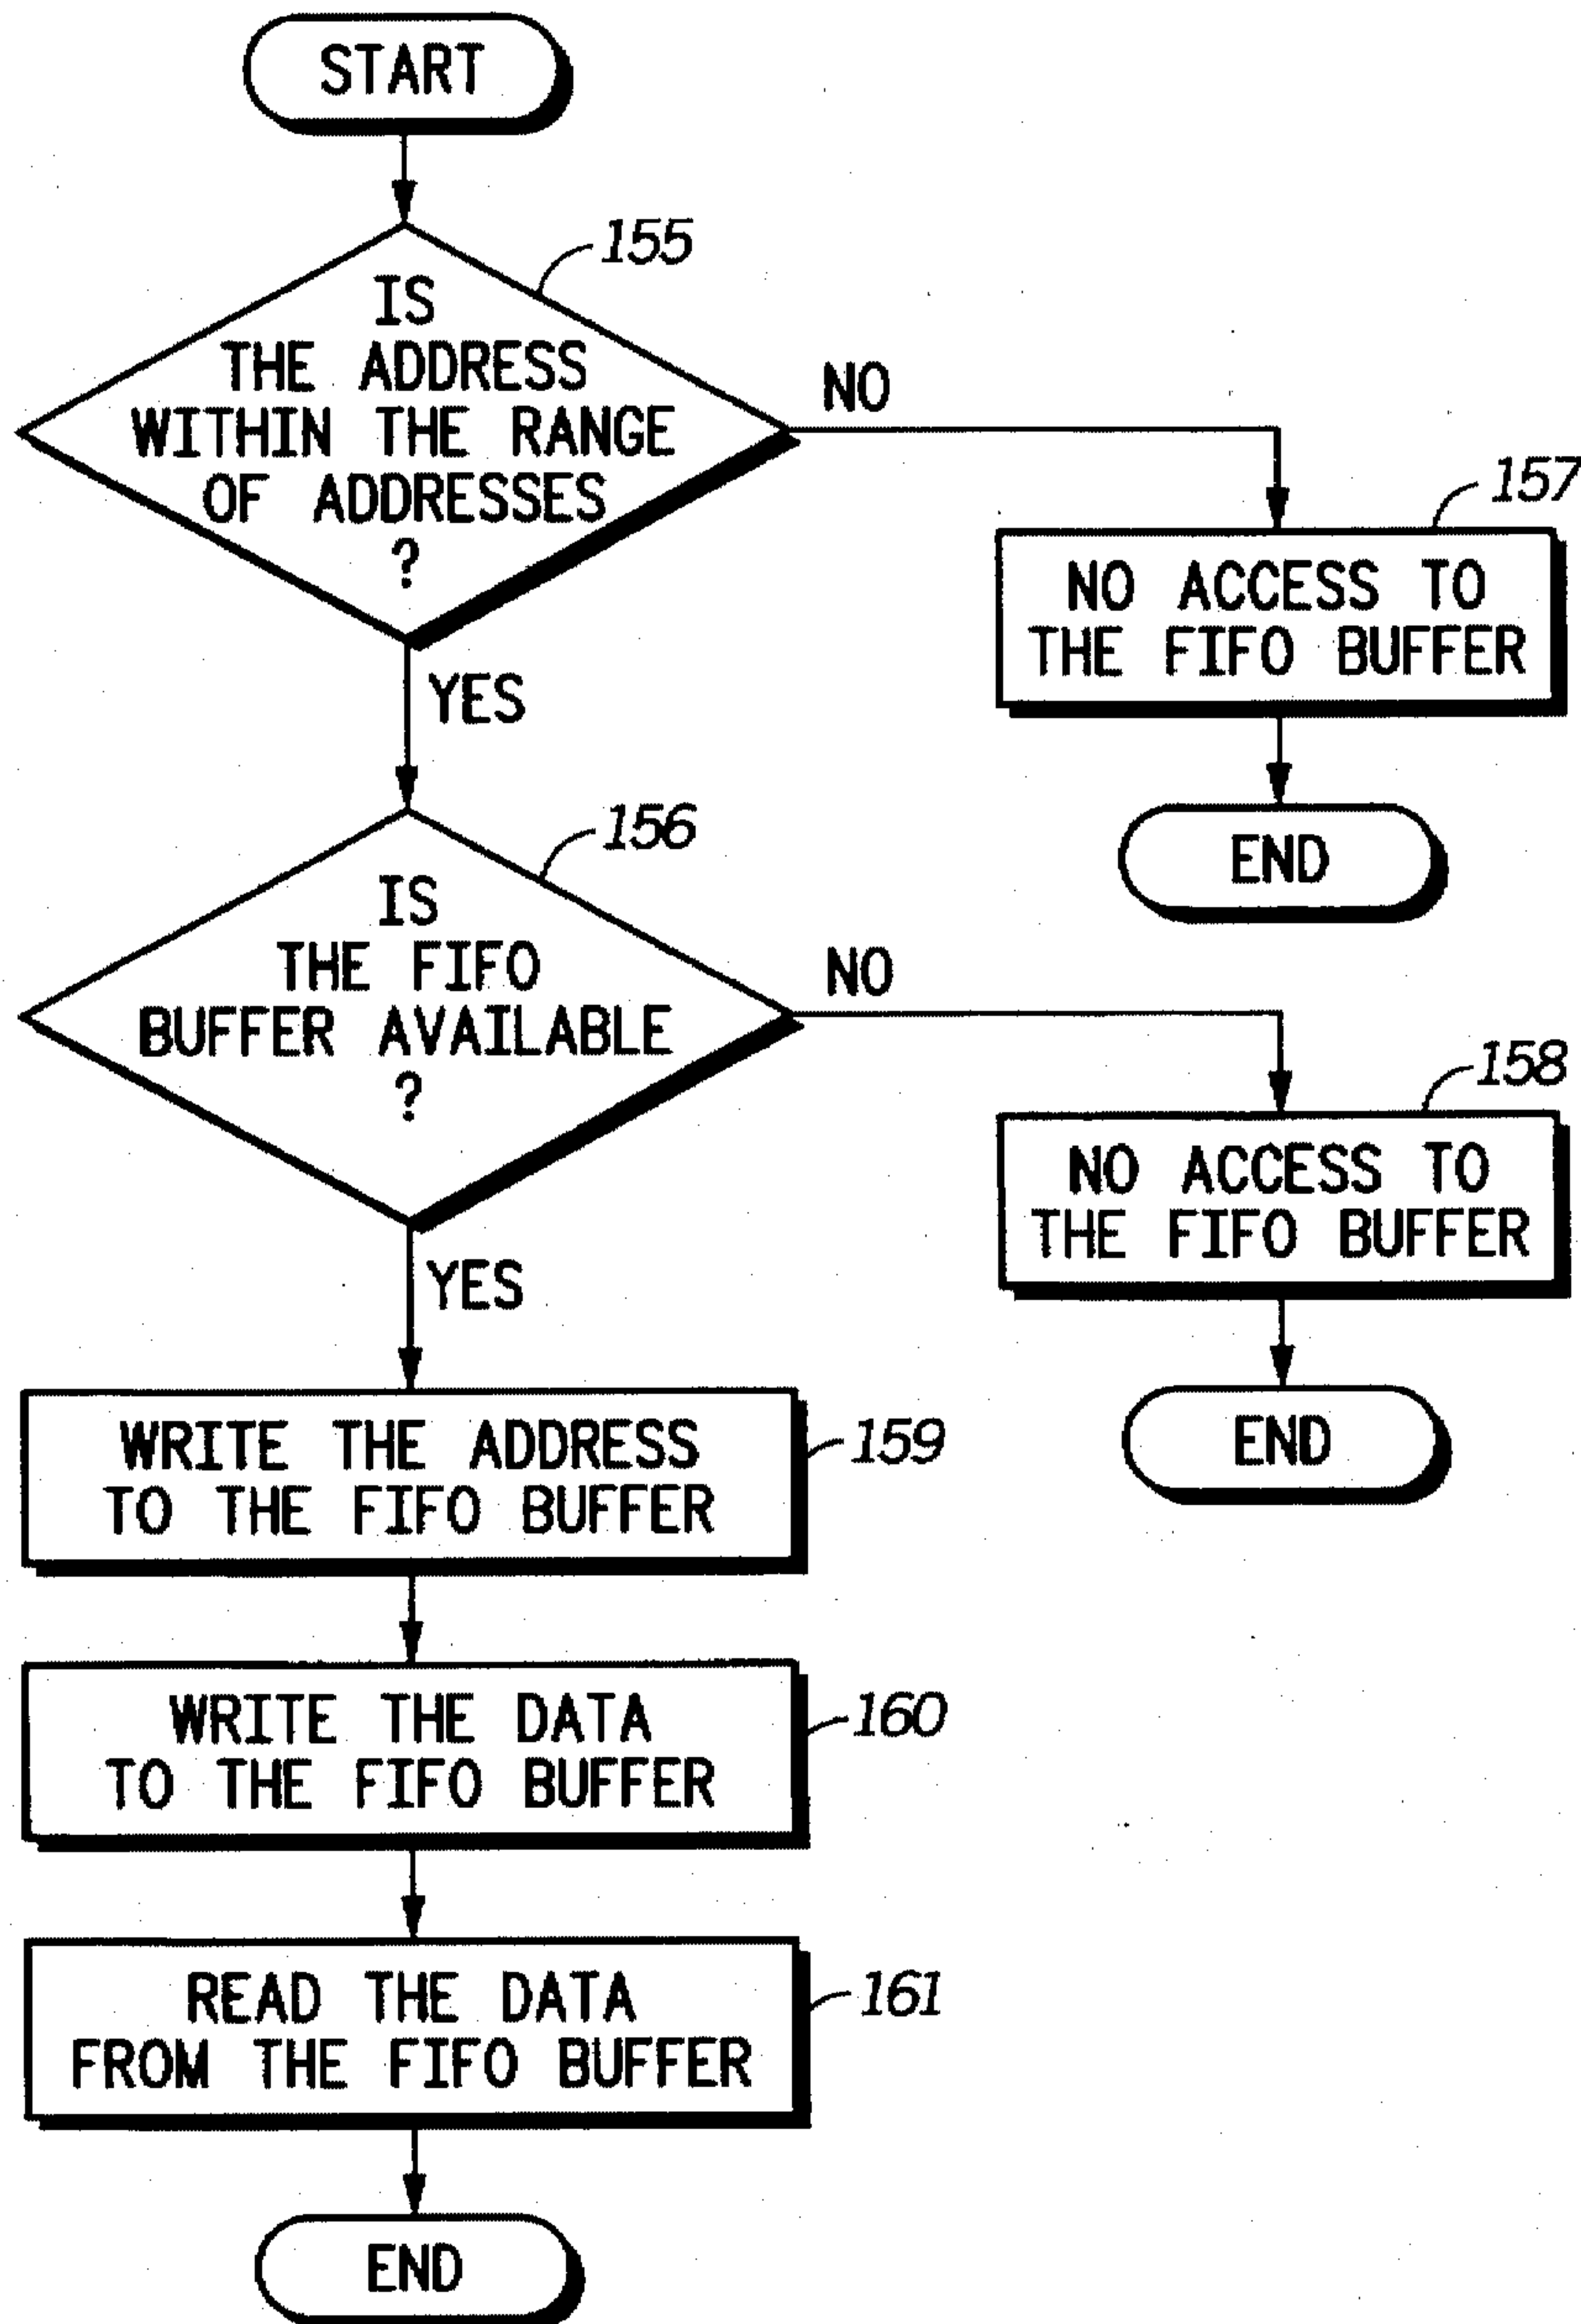 START
155
IS
THE ADDRESS
WITHIN THE RANGE
OF ADDRESSES
?
NO
157
NO ACCESS TO
THE FIFO BUFFER
END
YES
156
IS
THE FIFO
BUFFER AVAILABLE
?
NO
158
NO ACCESS TO
THE FIFO BUFFER
END
YES
WRITE THE ADDRESS
TO THE FIFO BUFFER
159
WRITE THE DATA
TO THE FIFO BUFFER
160
READ THE DATA
FROM THE FIFO BUFFER
161
END